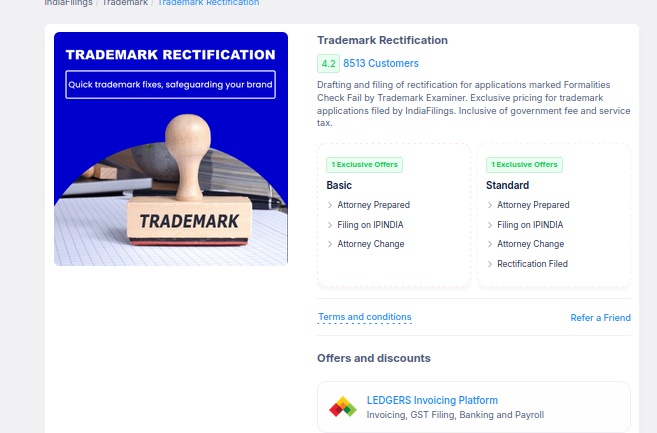 IndiaFilings / Trademark / Trademark Rectification
TRADEMARK RECTIFICATION
Quick trademark fixes, safeguarding your brand
TRADEMARK
Trademark Rectification
4.2 8513 Customers
Drafting and filing of rectification for applications marked Formalities
Check Fail by Trademark Examiner. Exclusive pricing for trademark
applications filed by IndiaFilings. Inclusive of government fee and service
tax.
1 Exclusive Offers
Basic
Attorney Prepared
Filing on IPINDIA
Attorney Change
1 Exclusive Offers
Standard
Attorney Prepared
Filing on IPINDIA
Attorney Change
Rectification Filed
Terms and conditions
Refer a Friend
Offers and discounts
LEDGERS Invoicing Platform
Invoicing, GST Filing, Banking and Payroll